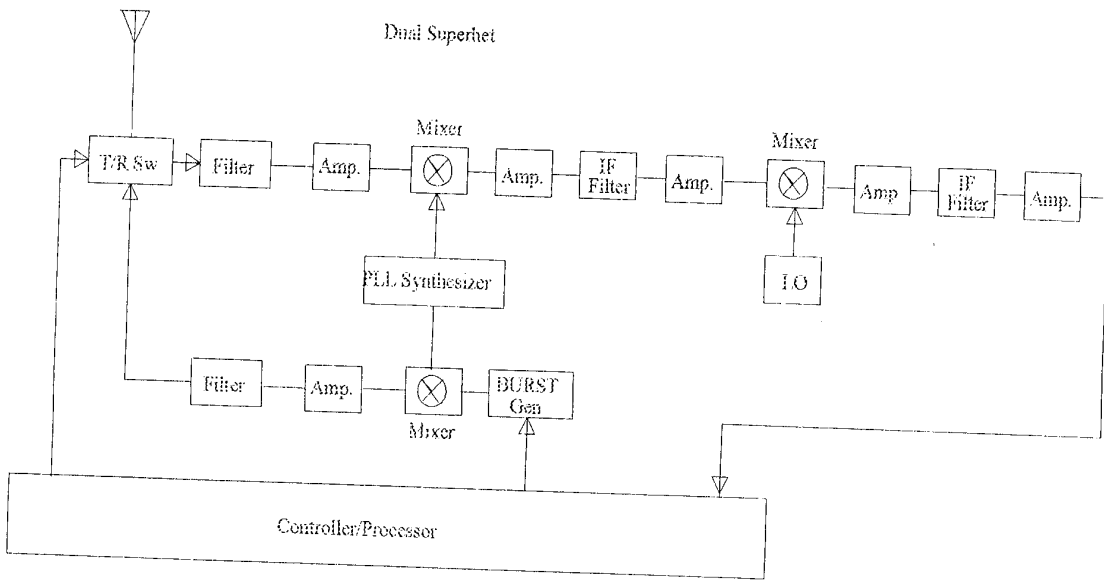 Dual Superhet
Mixer
Mixer
T/R Sw
Filter
Amp.
Amp.
IF
Filter
Amp.
Amp
IF
Filter
Amp.
PLL Synthesizer
LO
Filter
Amp.
BURST
Gen
Mixer
Controller/Processor